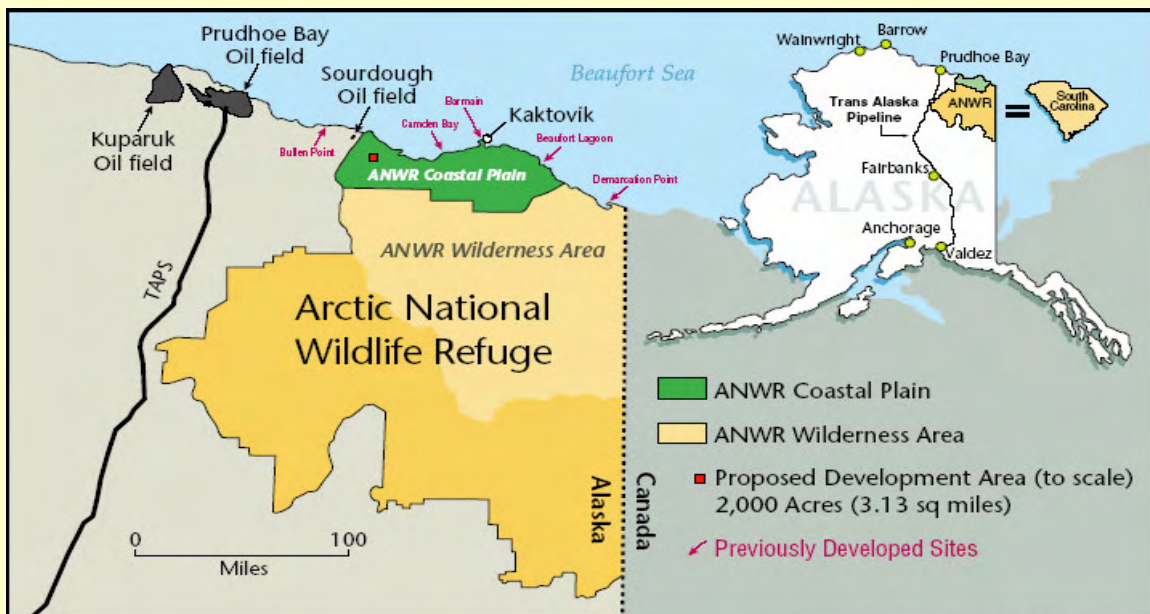 Prudhoe Bay
Oil field
Sourdough
Oil field
Kuparuk
Oil field
Bullen Point
Camden Bay
Barmain
Kaktovik
Beaufort Lagoon
Demarcation Point
Beaufort Sea
ANWR Coastal Plain
ANWR Wilderness Area
Arctic National
Wildlife Refuge
TAPS
0 100
Miles
Alaska
Canada
Wainwright
Barrow
Prudhoe Bay
Trans Alaska
Pipeline
ANWR
=
South
Carolina
Fairbanks
ALASKA
Anchorage
Valdez
ANWR Coastal Plain
ANWR Wilderness Area
Proposed Development Area (to scale)
2,000 Acres (3.13 sq miles)
Previously Developed Sites